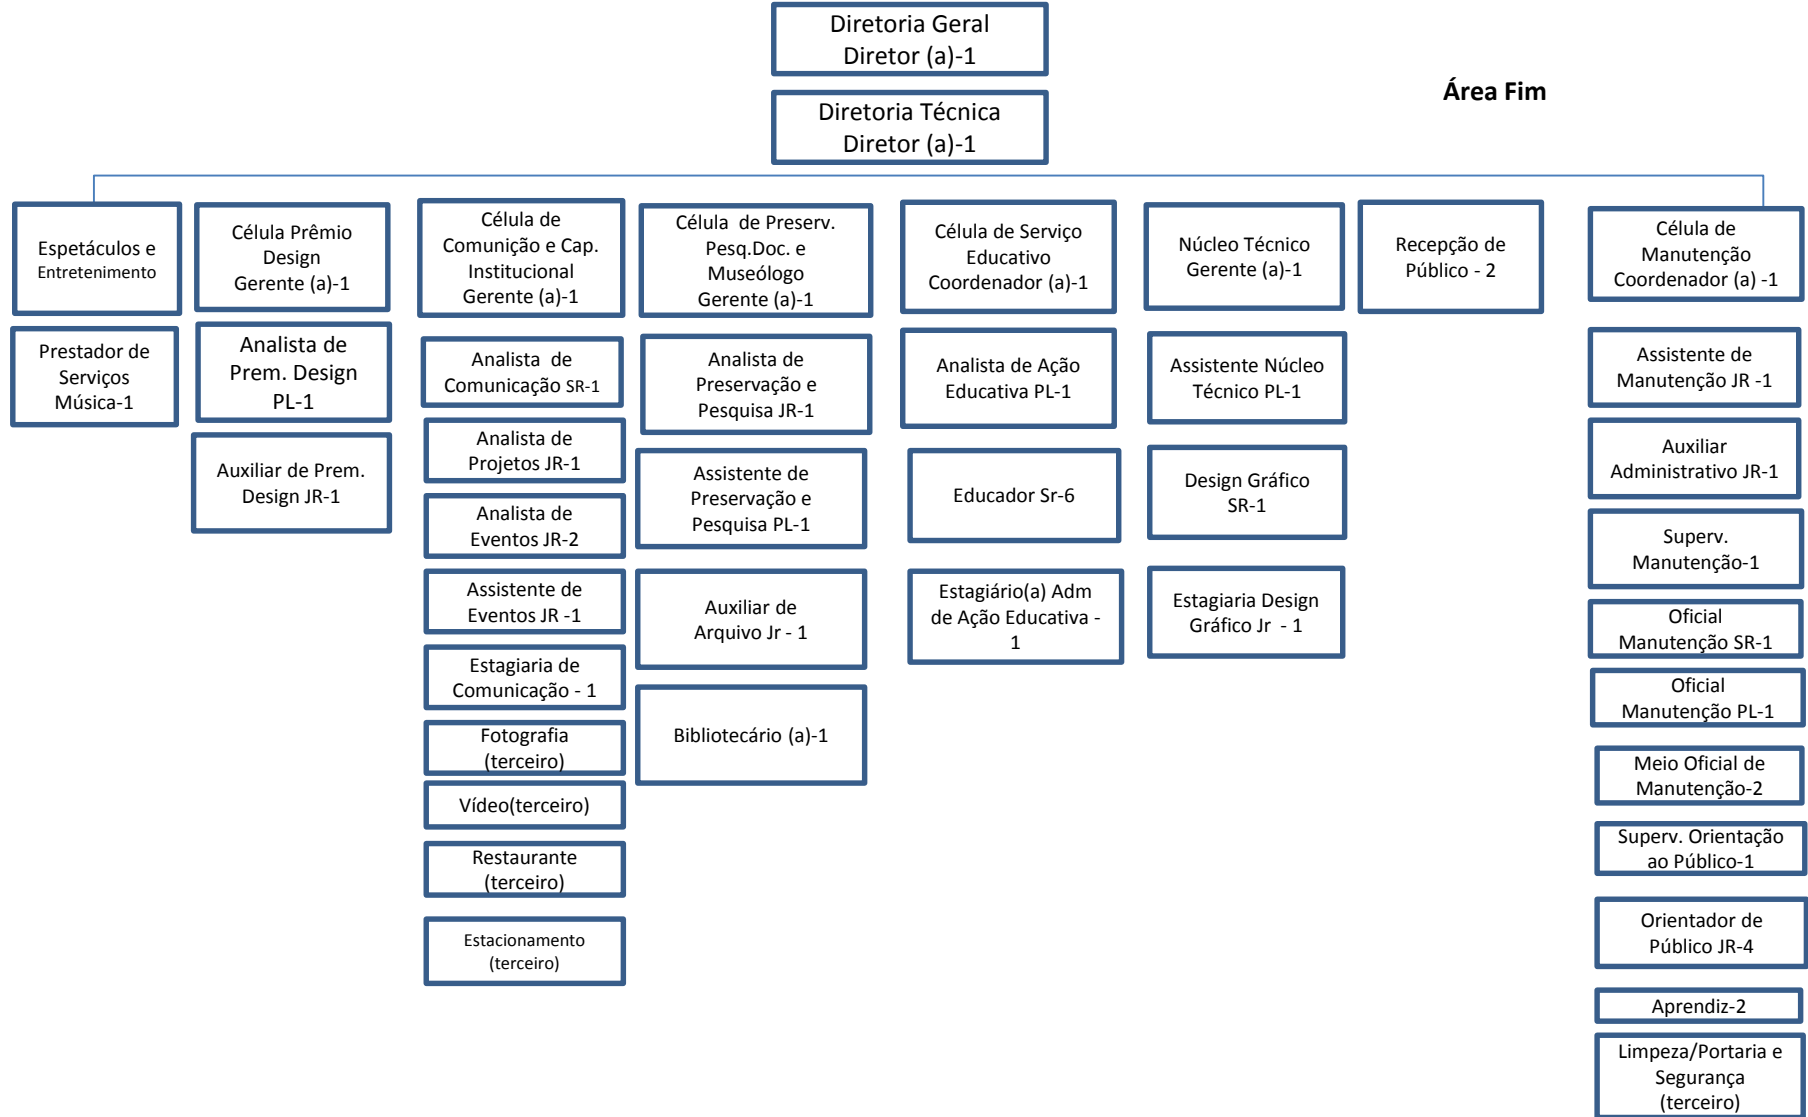 Diretoria Geral
Diretor (a)-1
Área Fim
Diretoria Técnica
Diretor (a)-1
Espetáculos e
Entretenimento
Prestador de
Serviços
Música-1
Célula Prêmio
Design
Gerente (a)-1
Analista de
Prem. Design
PL-1
Auxiliar de Prem.
Design JR-1
Célula de
Comunição e Cap.
Institucional
Gerente (a)-1
Analista de
Comunicação SR-1
Analista de
Projetos JR-1
Analista de
Eventos JR-2
Assistente de
Eventos JR -1
Estagiaria de
Comunicação - 1
Fotografia
(terceiro)
Vídeo(terceiro)
Restaurante
(terceiro)
Estacionamento
(terceiro)
Célula de Preserv.
Pesq.Doc. e
Museólogo
Gerente (a)-1
Analista de
Preservação e
Pesquisa JR-1
Assistente de
Preservação e
Pesquisa PL-1
Auxiliar de
Arquivo Jr - 1
Bibliotecário (a)-1
Célula de Serviço
Educativo
Coordenador (a)-1
Analista de Ação
Educativa PL-1
Educador Sr-6
Estagiário(a) Adm
de Ação Educativa -
1
Núcleo Técnico
Gerente (a)-1
Assistente Núcleo
Técnico PL-1
Design Gráfico
SR-1
Estagiaria Design
Gráfico Jr - 1
Recepção de
Público - 2
Célula de
Manutenção
Coordenador (a) -1
Assistente de
Manutenção JR -1
Auxiliar
Administrativo JR-1
Superv.
Manutenção-1
Oficial
Manutenção SR-1
Oficial
Manutenção PL-1
Meio Oficial de
Manutenção-2
Superv. Orientação
ao Público-1
Orientador de
Público JR-4
Aprendiz-2
Limpeza/Portaria e
Segurança
(terceiro)